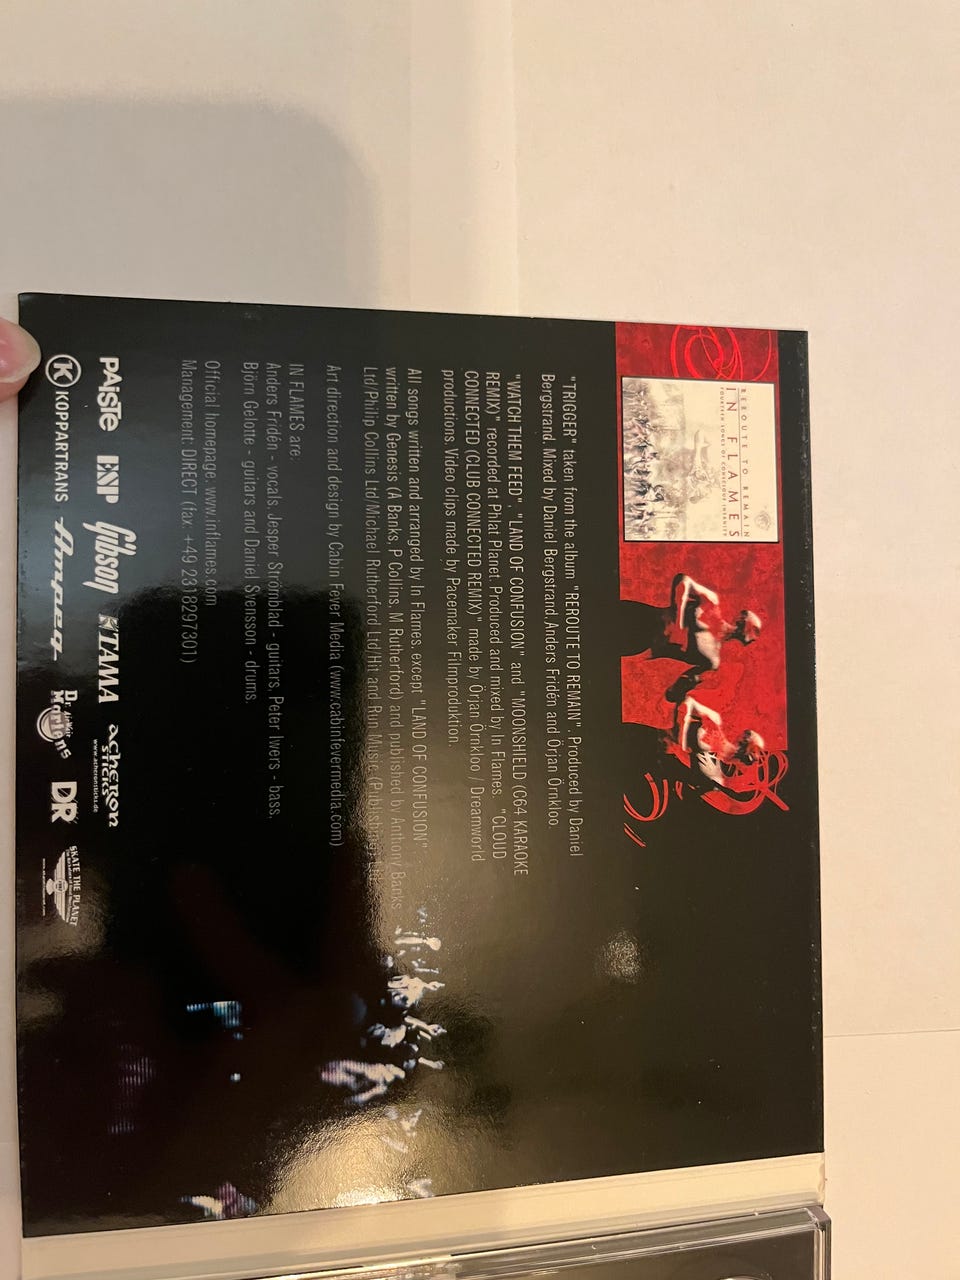 REROUTE TO REMAIN
IN FLAMES
FOURTEEN SONGS OF CONSCIOUS INSANITY
"TRIGGER" taken from the album "REROUTE TO REMAIN". Produced by Daniel
Bergstrand. Mixed by Daniel Bergstrand, Anders Fridén and Örjan Örnkloo.
"WATCH THEM FEED", "LAND OF CONFUSION" and "MOONSHIELD (C64 KARAOKE
REMIX)" recorded at Phlat Planet. Produced and mixed by In Flames. "CLOUD
CONNECTED (CLUB CONNECTED REMIX)" made by Örjan Örnkloo / Dreamworld
productions. Video clips made by Pacemaker Filmproduktion.
All songs written and arranged by In Flames, except "LAND OF CONFUSION"
written by Genesis (A Banks, P Collins, M Rutherford) and published by Anthony Banks
Ltd/Philip Collins Ltd/Michael Rutherford Ltd/Hit and Run Music (Publishing) Ltd
Art direction and design by Cabin Fever Media (www.cabinfevermedia.com)
IN FLAMES are:
Anders Fridén - vocals, Jesper Strömblad - guitars, Peter Iwers - bass,
Björn Gelotte - guitars and Daniel Svensson - drums.
Official homepage: www.inflames.com
Management: DIRECT (fax: +49 2318297301)
PAiSTe ESP Gibson TAMA acheron STICKS www.acheronsticks.de
K KOPPARTRANS Ampeg Dr. Martens DR SKATE THE PLANET